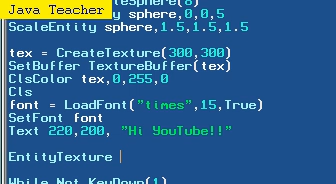 Java Teacher
Sphere(8)
sphere,0,0,5
ScaleEntity sphere,1.5,1.5,1.5
tex = CreateTexture(300,300)
SetBuffer TextureBuffer(tex)
ClsColor tex,0,255,0
Cls
font = LoadFont("times",15,True)
SetFont font
Text 220,200, "Hi YouTube!!"
EntityTexture
While Not KeyDown(1)